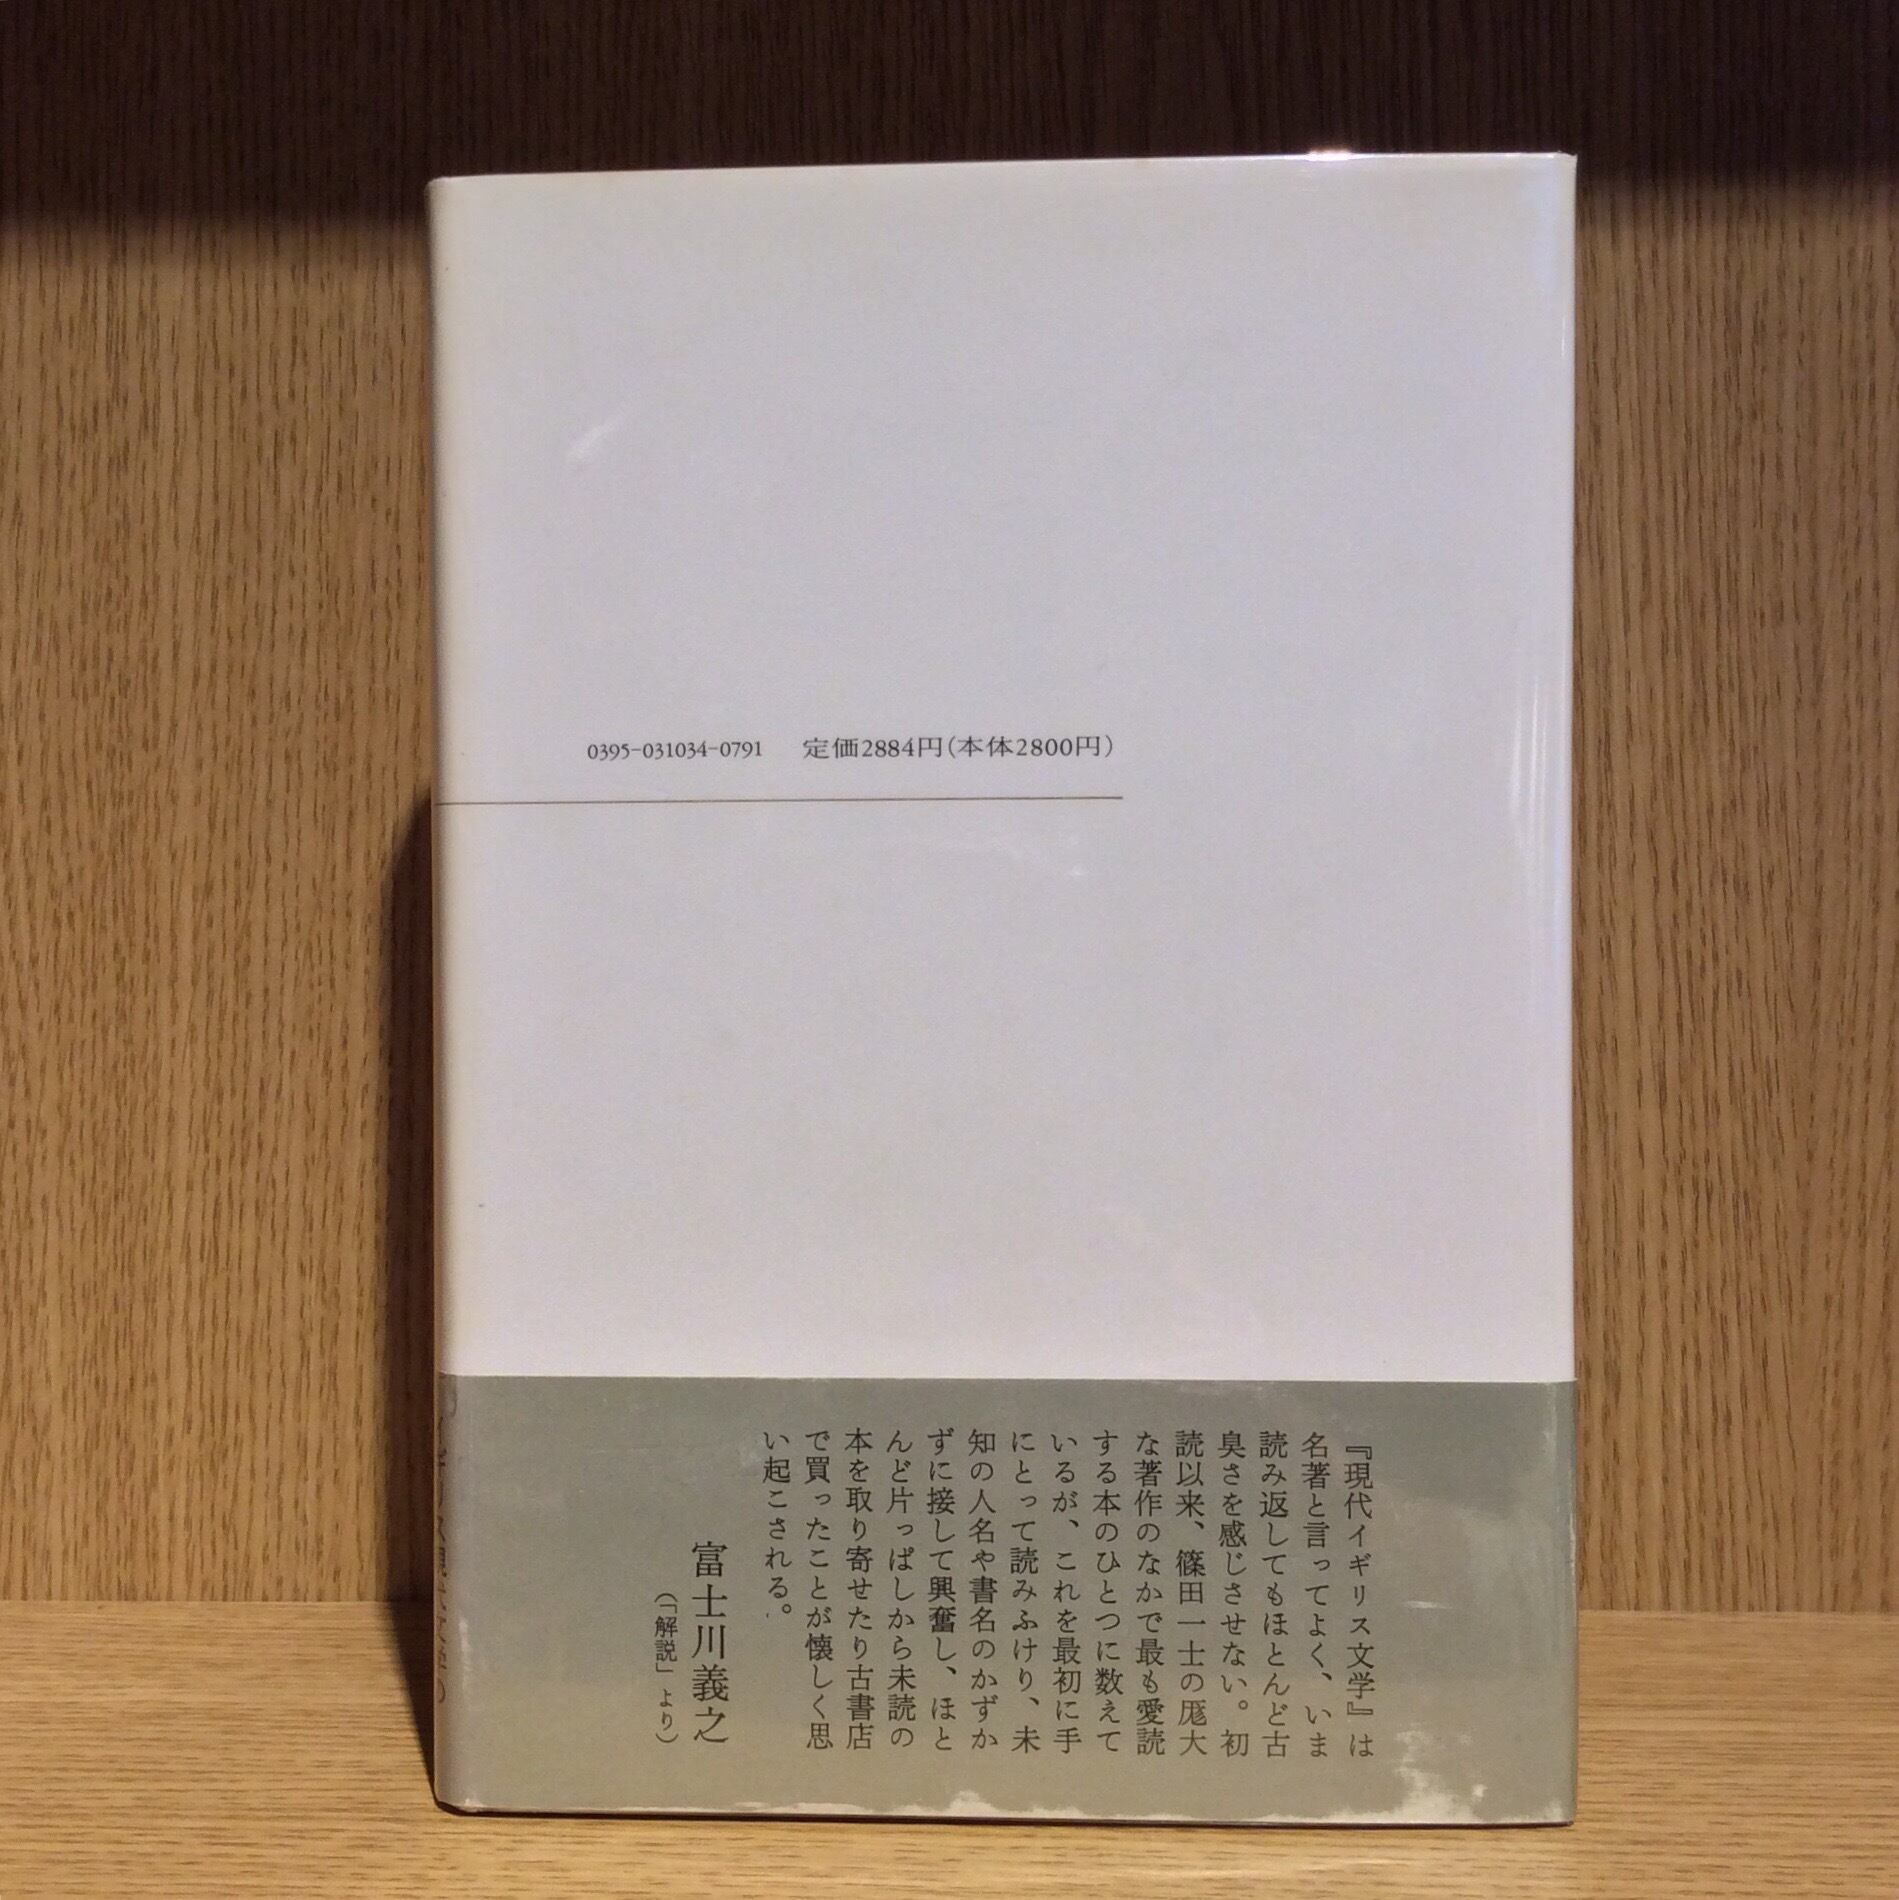 0395-031034-0791 定価2884円(本体2800円)
『現代イギリス文学』は
名著と言ってよく、いま
読み返してもほとんど古
臭さを感じさせない。初
読以来、篠田一士の厖大
な著作のなかで最も愛読
する本のひとつに数えて
いるが、これを最初に手
にとって読みふけり、未
知の人名や書名のかずか
ずに接して興奮し、ほと
んど片っぱしから未読の
本を取り寄せたり古書店
で買ったことが懐しく思
い起こされる。
富士川義之
(「解説」より)